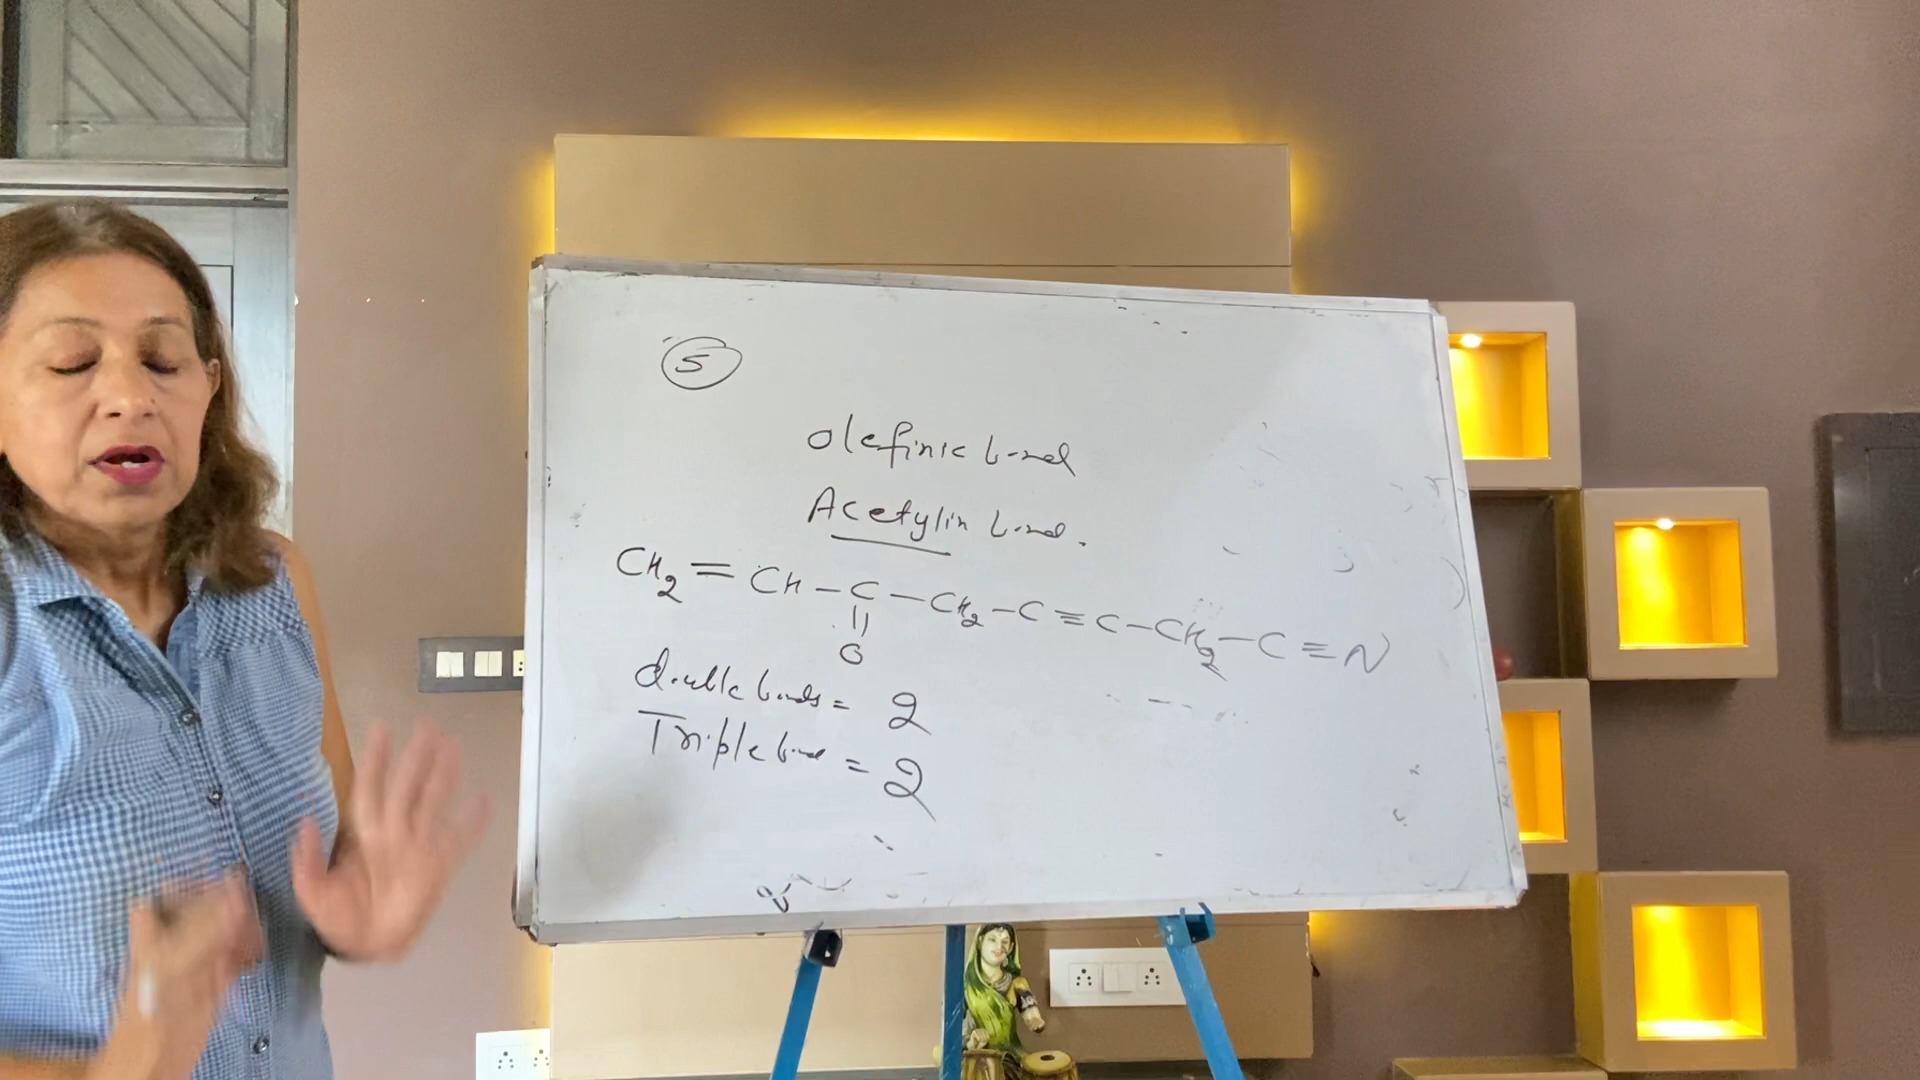 5
Olefinic bond
Acetylin bond.
CH2 = CH - C - CH2 - C ≡ C - CH2 - C ≡ N
||
O
double bonds = 2
Triple bond = 2